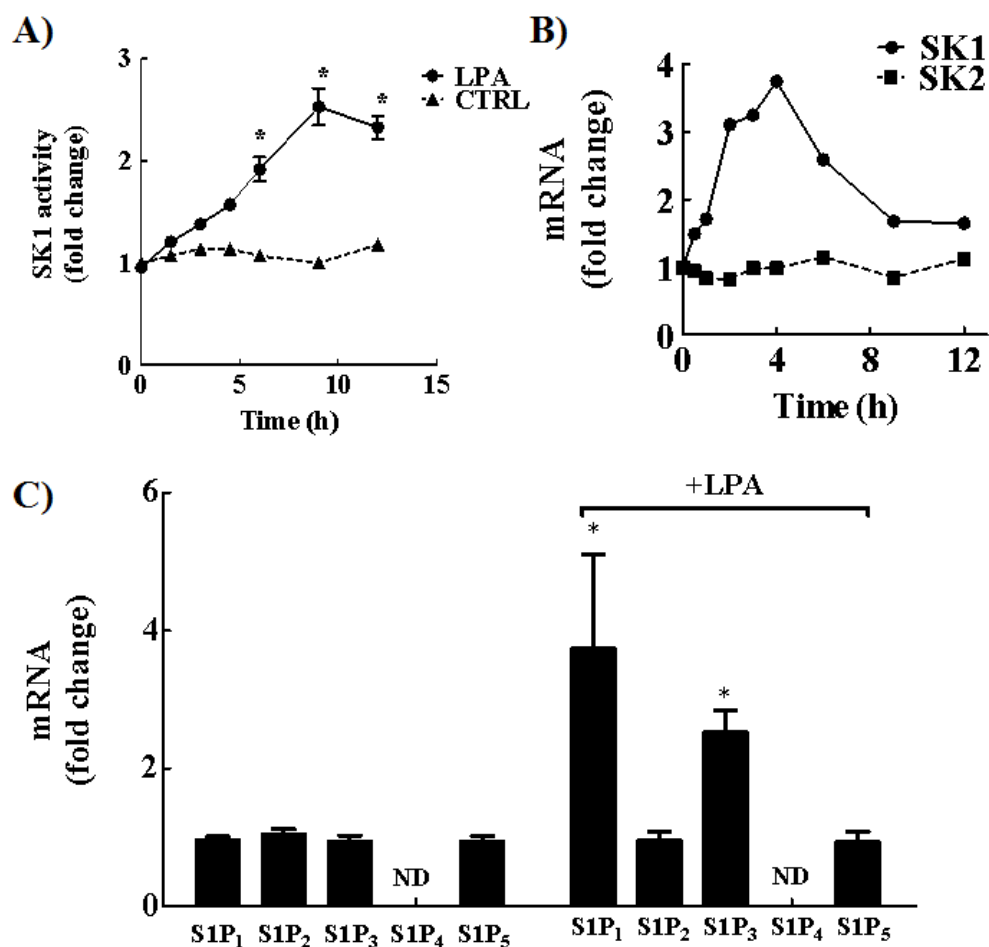 A)
SK1 activity
(fold change)
3
2
1
0
*
*
*
LPA
CTRL
0
5
10
15
Time (h)
B)
mRNA
(fold change)
4
3
2
1
0
SK1
SK2
0
4
8
12
Time (h)
C)
mRNA
(fold change)
6
4
2
0
+LPA
*
*
ND
ND
S1P₁ S1P₂ S1P₃ S1P₄ S1P₅ S1P₁ S1P₂ S1P₃ S1P₄ S1P₅